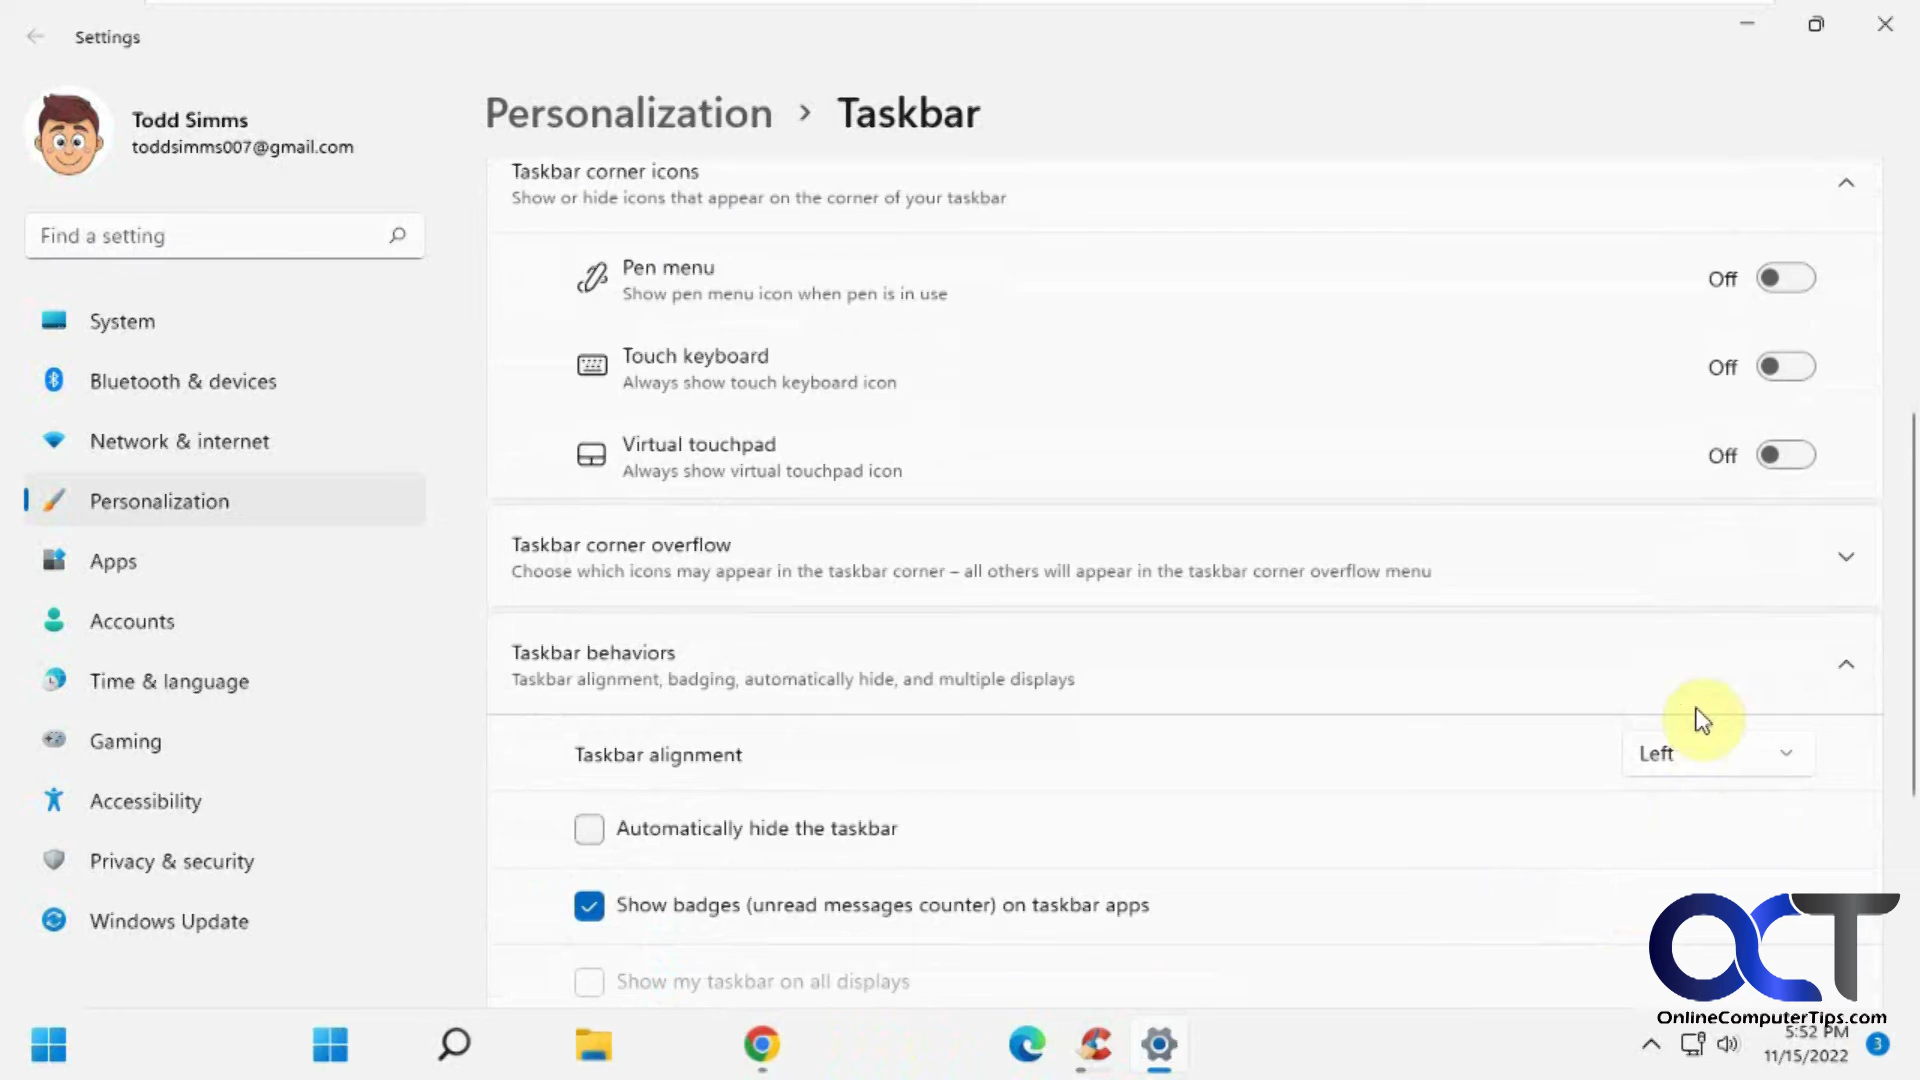 Settings
Todd Simms
toddsimms007@gmail.com
Find a setting
System
Bluetooth & devices
Network & internet
Personalization
Apps
Accounts
Time & language
Gaming
Accessibility
Privacy & security
Windows Update
Personalization > Taskbar
Taskbar corner icons
Show or hide icons that appear on the corner of your taskbar
Pen menu
Show pen menu icon when pen is in use
Off
Touch keyboard
Always show touch keyboard icon
Off
Virtual touchpad
Always show virtual touchpad icon
Off
Taskbar corner overflow
Choose which icons may appear in the taskbar corner – all others will appear in the taskbar corner overflow menu
Taskbar behaviors
Taskbar alignment, badging, automatically hide, and multiple displays
Taskbar alignment
Left
Automatically hide the taskbar
Show badges (unread messages counter) on taskbar apps
Show my taskbar on all displays
OCT
OnlineComputerTips.com
5:52 PM
11/15/2022
3